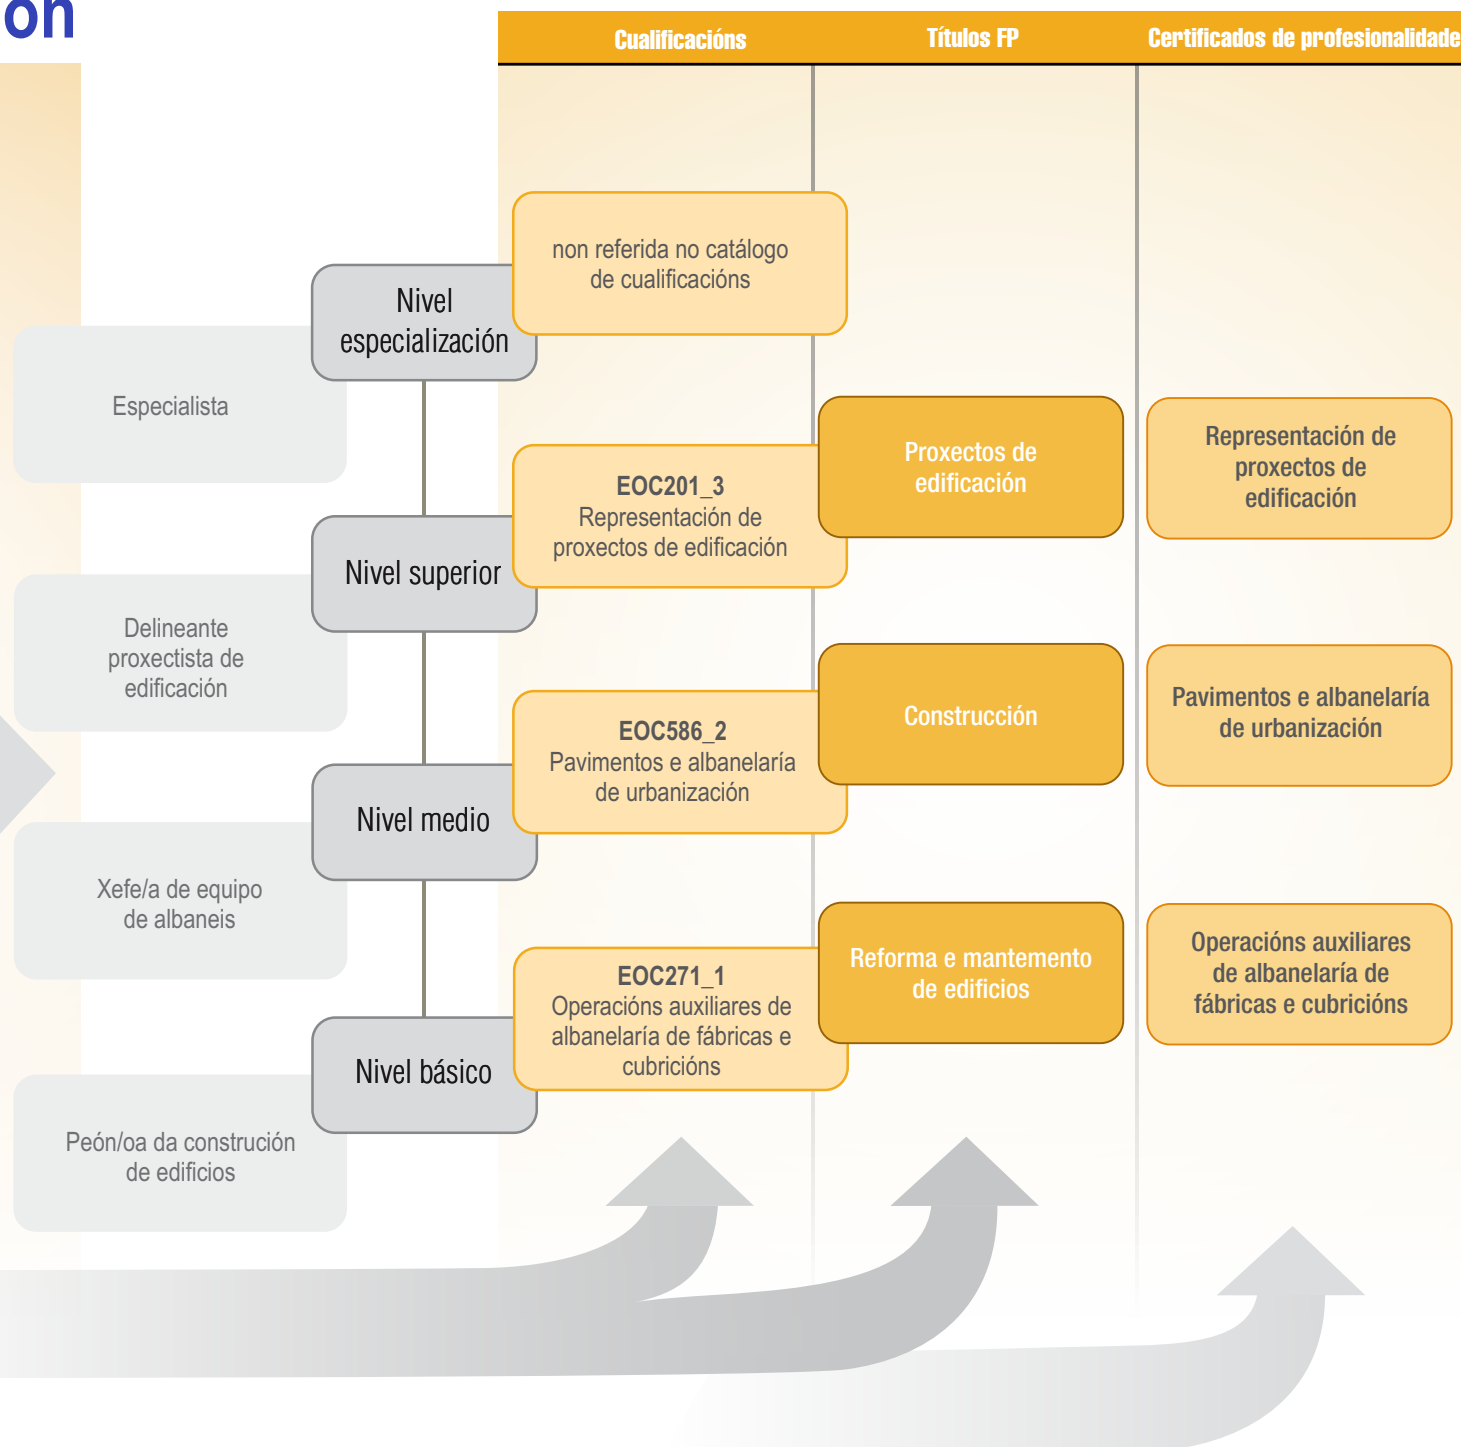 ón
Cualificacións
Títulos FP
Certificados de profesionalidade
Especialista
Nivel
especialización
non referida no catálogo
de cualificacións
Delineante
proxectista de
edificación
Nivel superior
EOC201_3
Representación de
proxectos de edificación
Proxectos de
edificación
Representación de
proxectos de
edificación
Xefe/a de equipo
de albaneis
Nivel medio
EOC586_2
Pavimentos e albanelaría
de urbanización
Construcción
Pavimentos e albanelaría
de urbanización
Peón/oa da construción
de edificios
Nivel básico
EOC271_1
Operacións auxiliares de
albanelaría de fábricas e
cubricións
Reforma e mantemento
de edificios
Operacións auxiliares
de albanelaría de
fábricas e cubricións